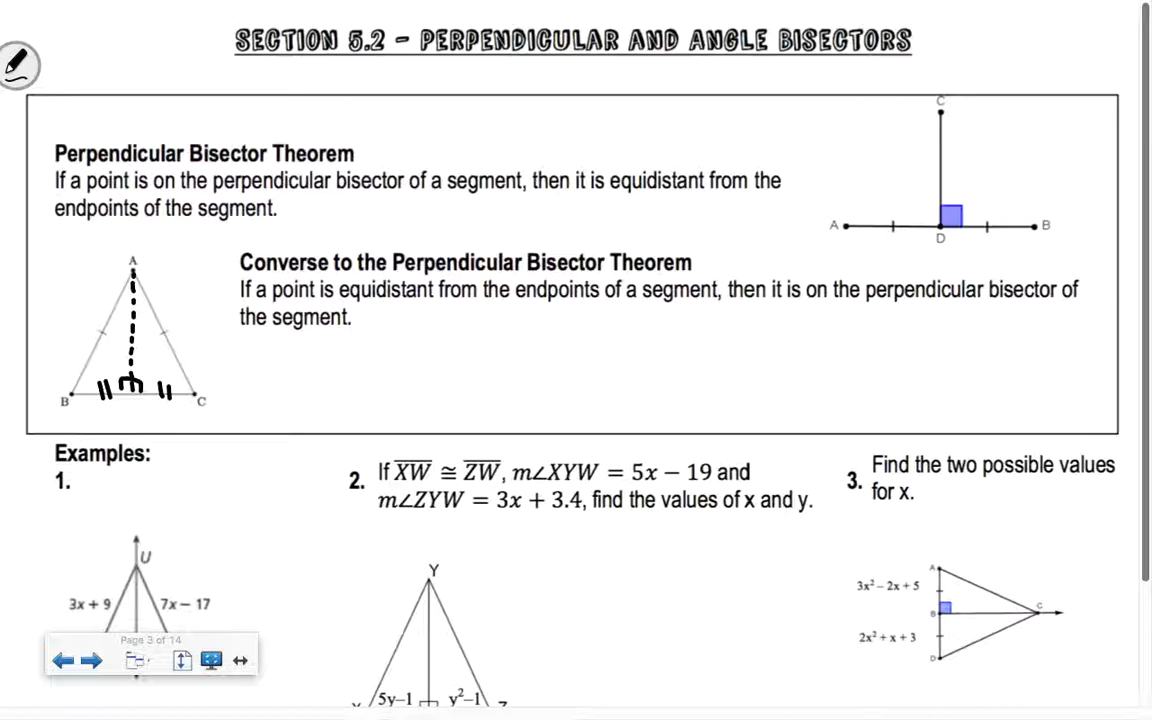 SECTION 5.2 - PERPENDICULAR AND ANGLE BISECTORS
Perpendicular Bisector Theorem
If a point is on the perpendicular bisector of a segment, then it is equidistant from the
endpoints of the segment.
C
A
B
D
A
B
C
Converse to the Perpendicular Bisector Theorem
If a point is equidistant from the endpoints of a segment, then it is on the perpendicular bisector of
the segment.
Examples:
1.
U
3x + 9
7x − 17
2. If XW ≅ ZW, m∠XYW = 5x − 19 and
m∠ZYW = 3x + 3.4, find the values of x and y.
Y
5y−1
y²−1
3. Find the two possible values
for x.
A
3x² − 2x + 5
B
C
2x² + x + 3
D
Page 3 of 14